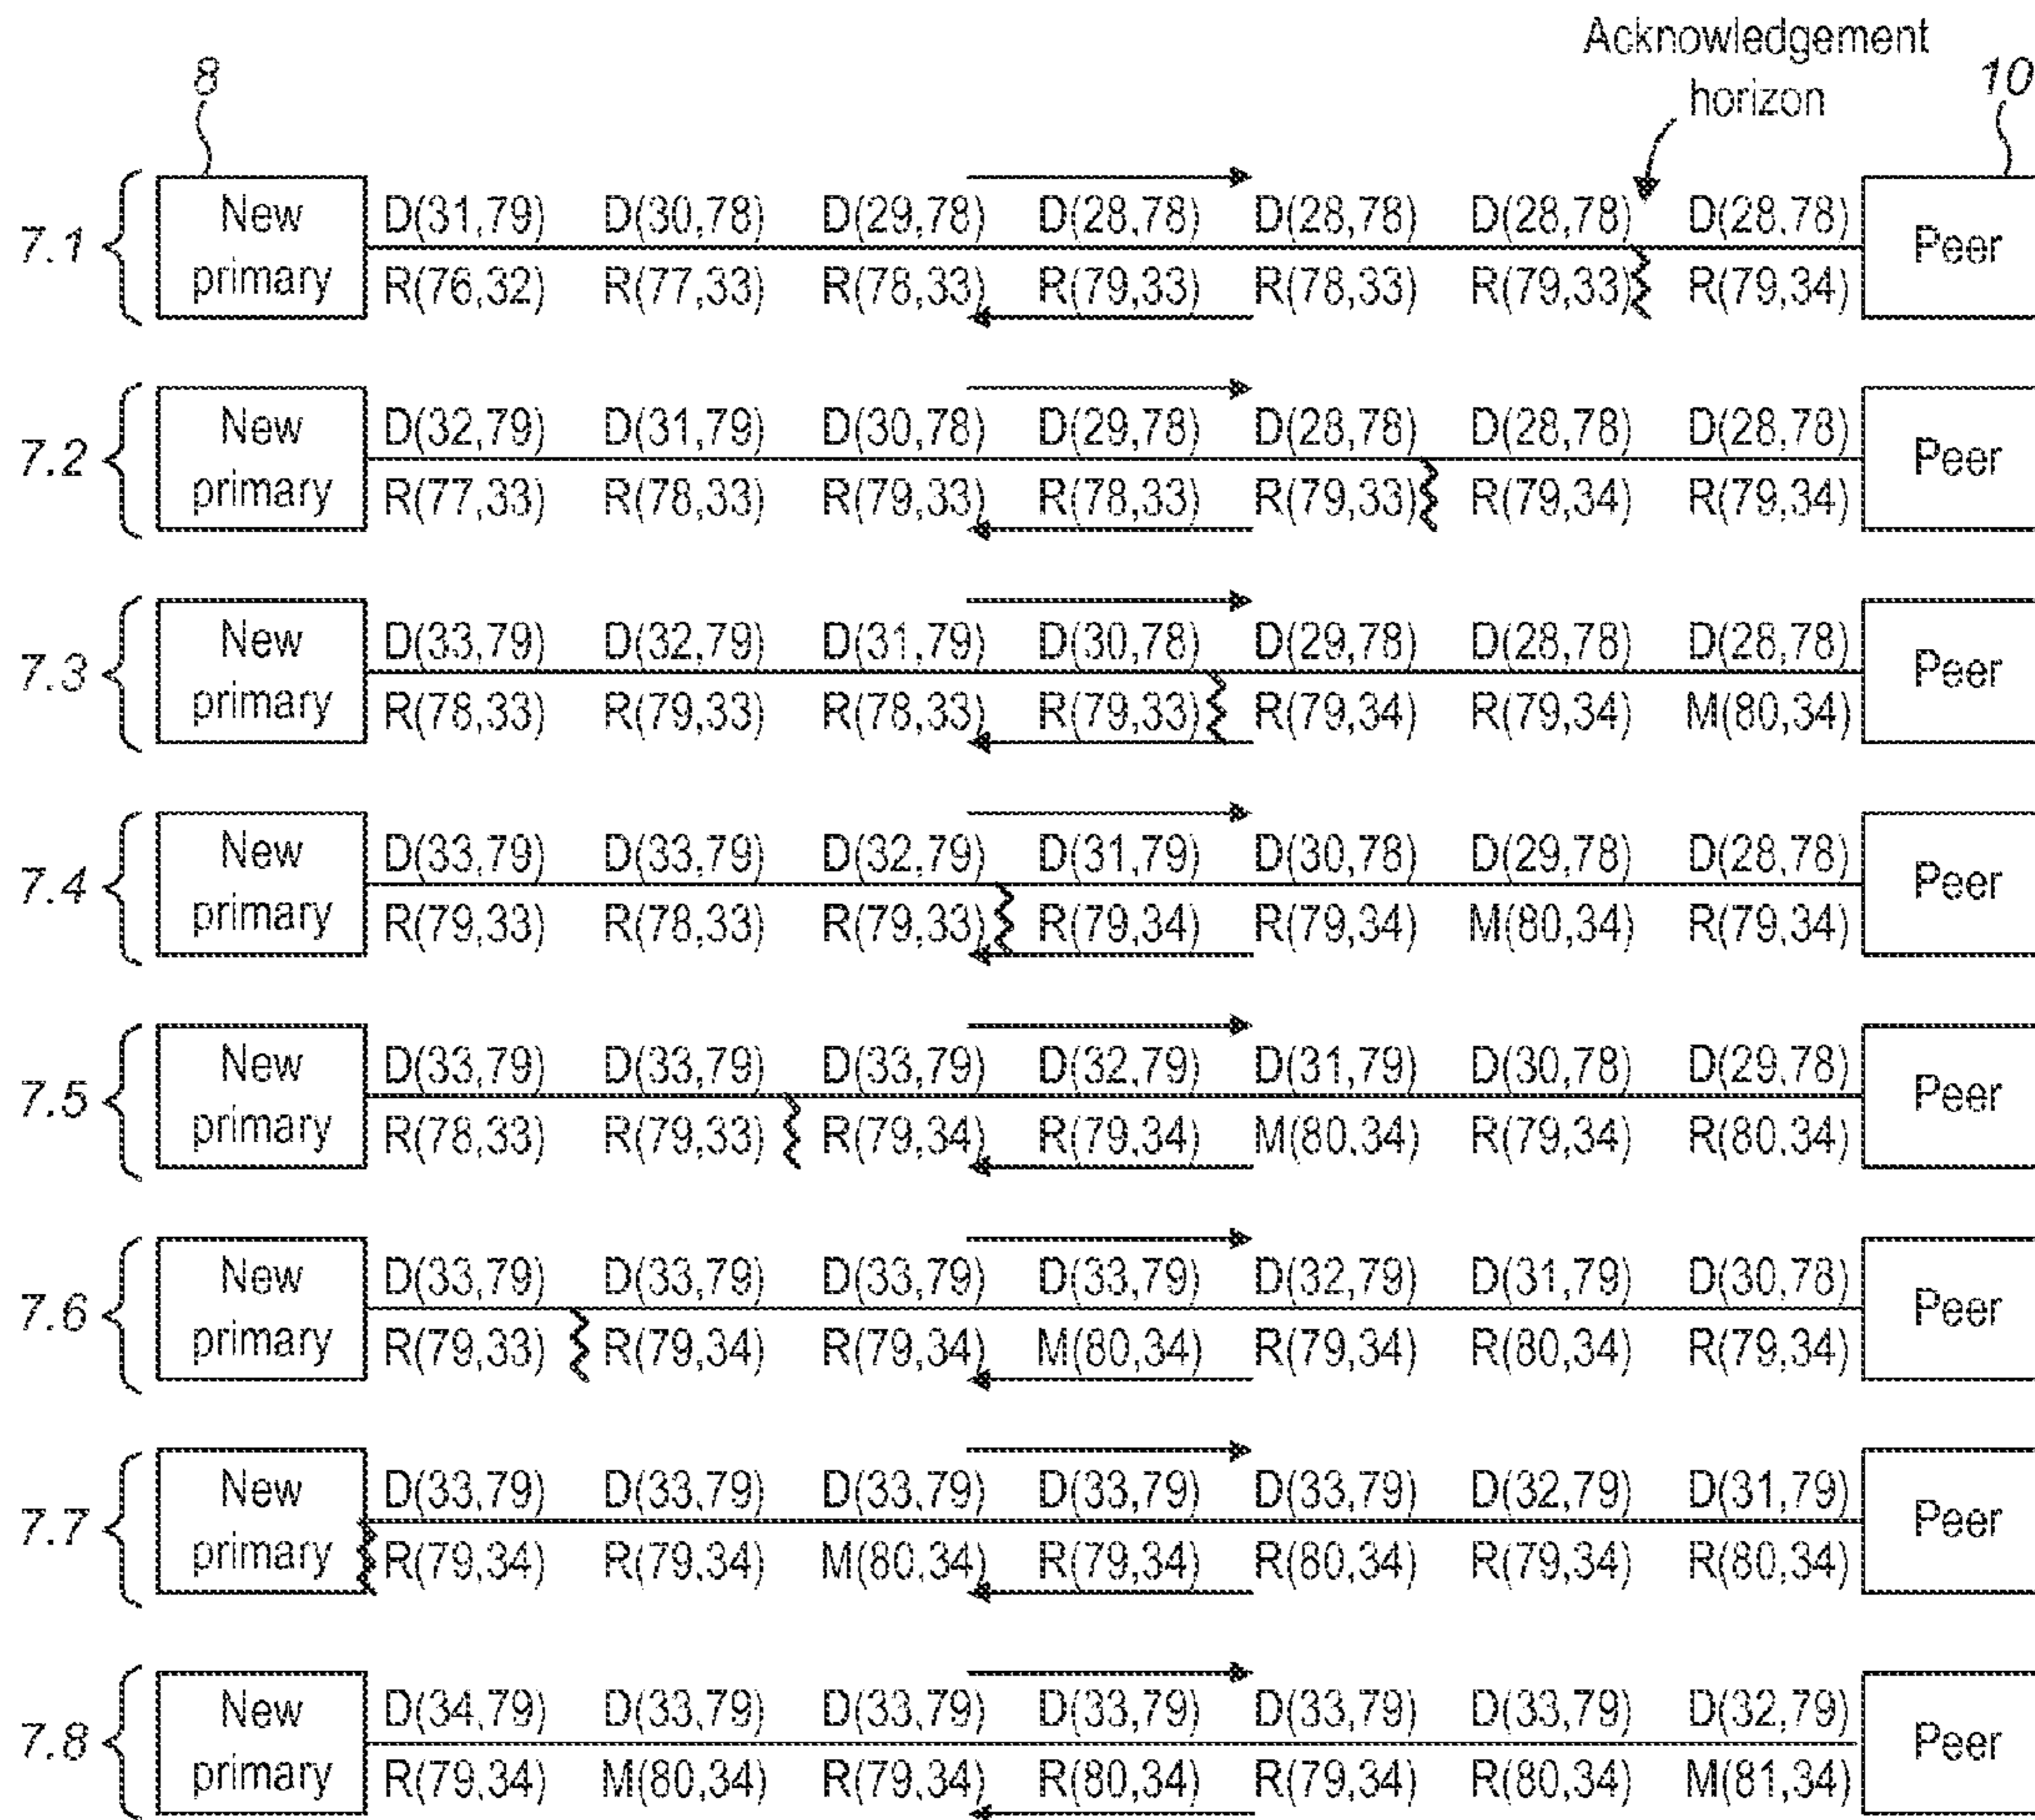 Acknowledgement
horizon
8
10
7.1
New
primary
D(31,79) D(30,78) D(29,78) D(28,78) D(28,78) D(28,78) D(28,78)
R(76,32) R(77,33) R(78,33) R(79,33) R(78,33) R(79,33) R(79,34)
Peer
7.2
New
primary
D(32,79) D(31,79) D(30,78) D(29,78) D(28,78) D(28,78) D(28,78)
R(77,33) R(78,33) R(79,33) R(78,33) R(79,33) R(79,34) R(79,34)
Peer
7.3
New
primary
D(33,79) D(32,79) D(31,79) D(30,78) D(29,78) D(28,78) D(28,78)
R(78,33) R(79,33) R(78,33) R(79,33) R(79,34) R(79,34) M(80,34)
Peer
7.4
New
primary
D(33,79) D(33,79) D(32,79) D(31,79) D(30,78) D(29,78) D(28,78)
R(79,33) R(78,33) R(79,33) R(79,34) R(79,34) M(80,34) R(79,34)
Peer
7.5
New
primary
D(33,79) D(33,79) D(33,79) D(32,79) D(31,79) D(30,78) D(29,78)
R(78,33) R(79,33) R(79,34) R(79,34) M(80,34) R(79,34) R(80,34)
Peer
7.6
New
primary
D(33,79) D(33,79) D(33,79) D(33,79) D(32,79) D(31,79) D(30,78)
R(79,33) R(79,34) R(79,34) M(80,34) R(79,34) R(80,34) R(79,34)
Peer
7.7
New
primary
D(33,79) D(33,79) D(33,79) D(33,79) D(33,79) D(32,79) D(31,79)
R(79,34) R(79,34) M(80,34) R(79,34) R(80,34) R(79,34) R(80,34)
Peer
7.8
New
primary
D(34,79) D(33,79) D(33,79) D(33,79) D(33,79) D(33,79) D(32,79)
R(79,34) M(80,34) R(79,34) R(80,34) R(79,34) R(80,34) M(81,34)
Peer